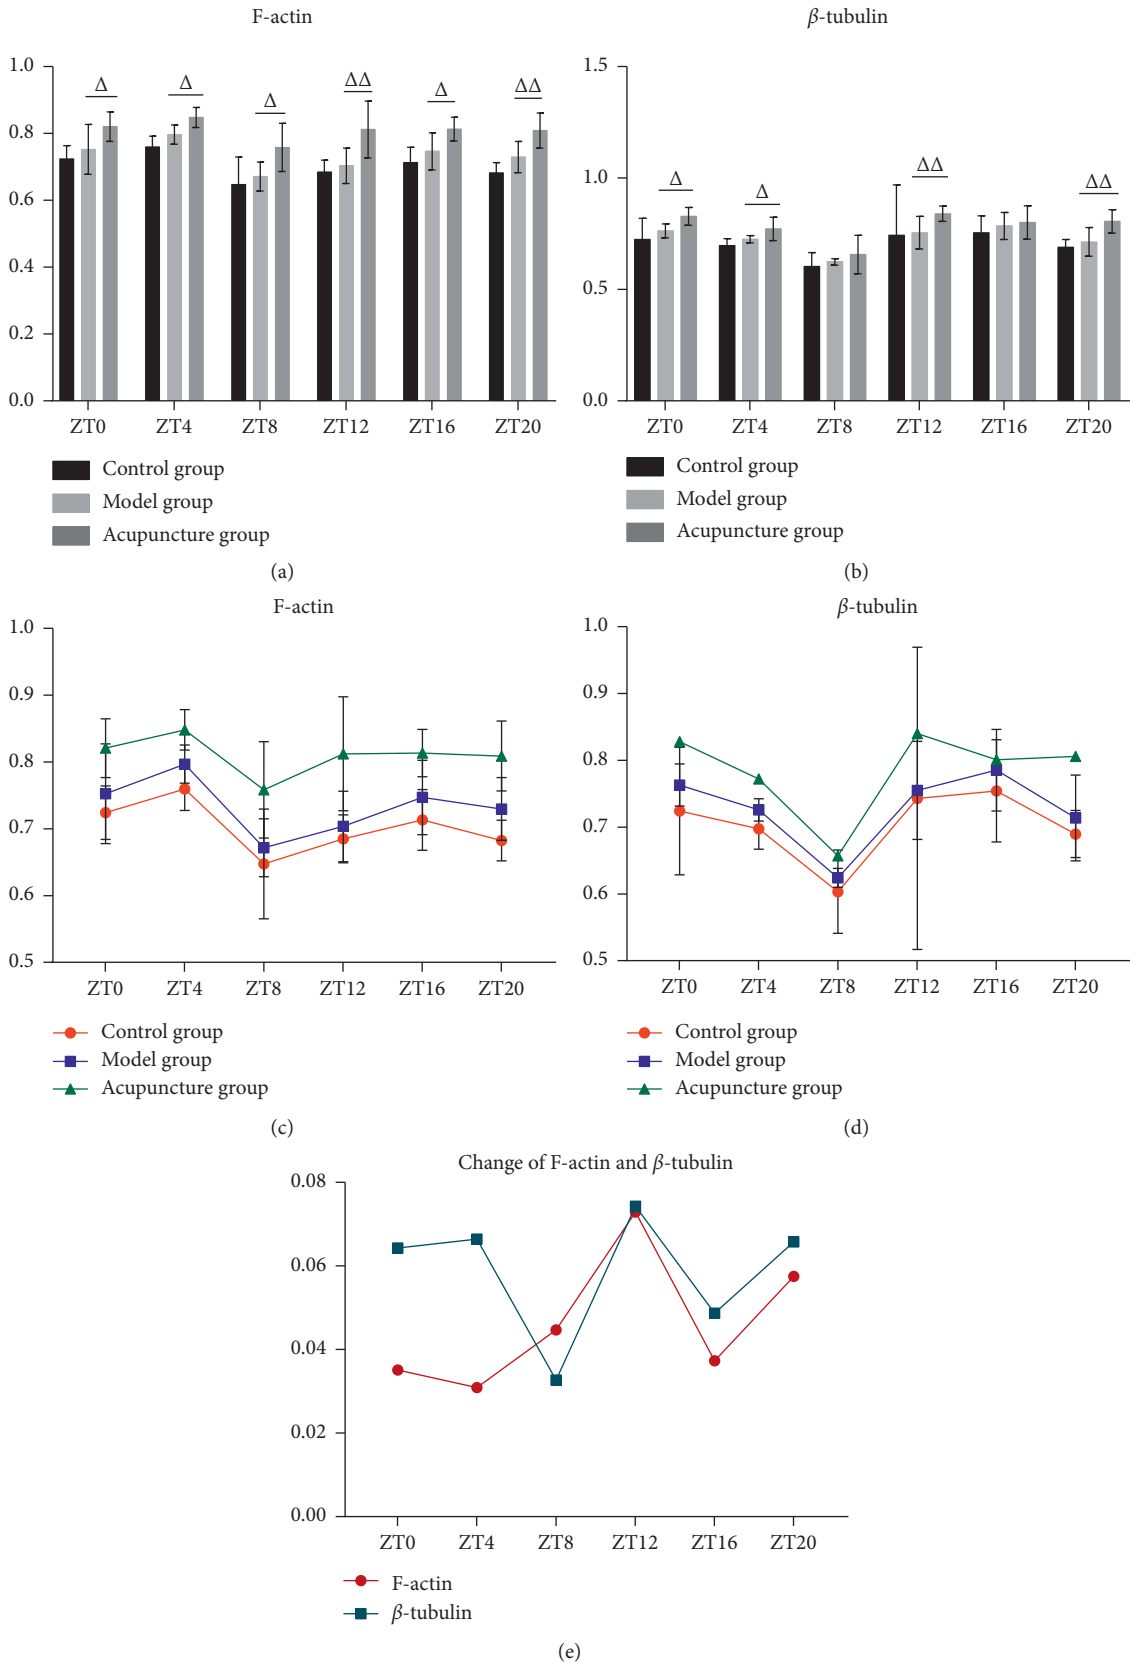 F-actin
1.0
0.8
0.6
0.4
0.2
0.0
Δ
Δ
Δ
ΔΔ
Δ
ΔΔ
ZT0 ZT4 ZT8 ZT12 ZT16 ZT20
Control group
Model group
Acupuncture group
(a)
β-tubulin
1.5
1.0
0.5
0.0
Δ
Δ
ΔΔ
ΔΔ
ZT0 ZT4 ZT8 ZT12 ZT16 ZT20
Control group
Model group
Acupuncture group
(b)
F-actin
1.0
0.9
0.8
0.7
0.6
0.5
ZT0 ZT4 ZT8 ZT12 ZT16 ZT20
Control group
Model group
Acupuncture group
(c)
β-tubulin
1.0
0.9
0.8
0.7
0.6
0.5
ZT0 ZT4 ZT8 ZT12 ZT16 ZT20
Control group
Model group
Acupuncture group
(d)
Change of F-actin and β-tubulin
0.08
0.06
0.04
0.02
0.00
ZT0 ZT4 ZT8 ZT12 ZT16 ZT20
F-actin
β-tubulin
(e)